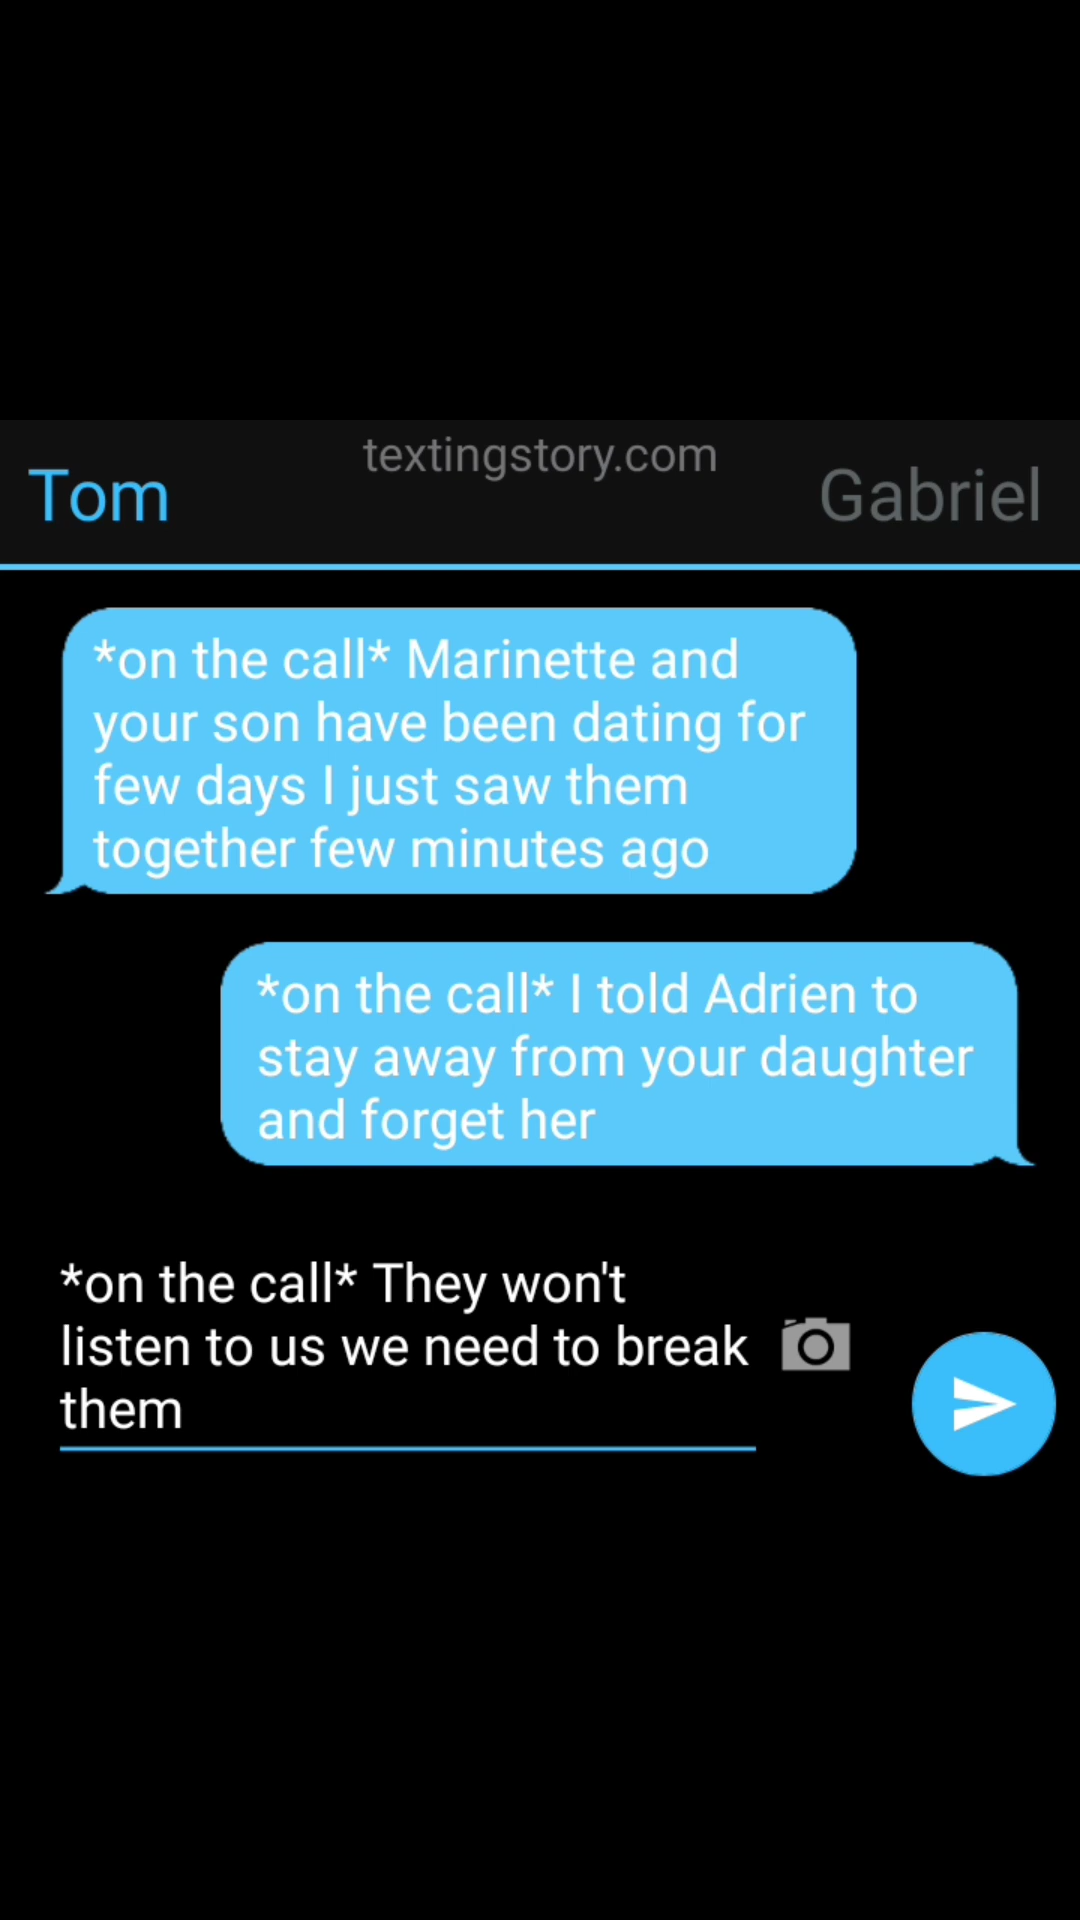 textingstory.com
Tom
Gabriel
*on the call* Marinette and
your son have been dating for
few days I just saw them
together few minutes ago
*on the call* I told Adrien to
stay away from your daughter
and forget her
*on the call* They won't
listen to us we need to break
them